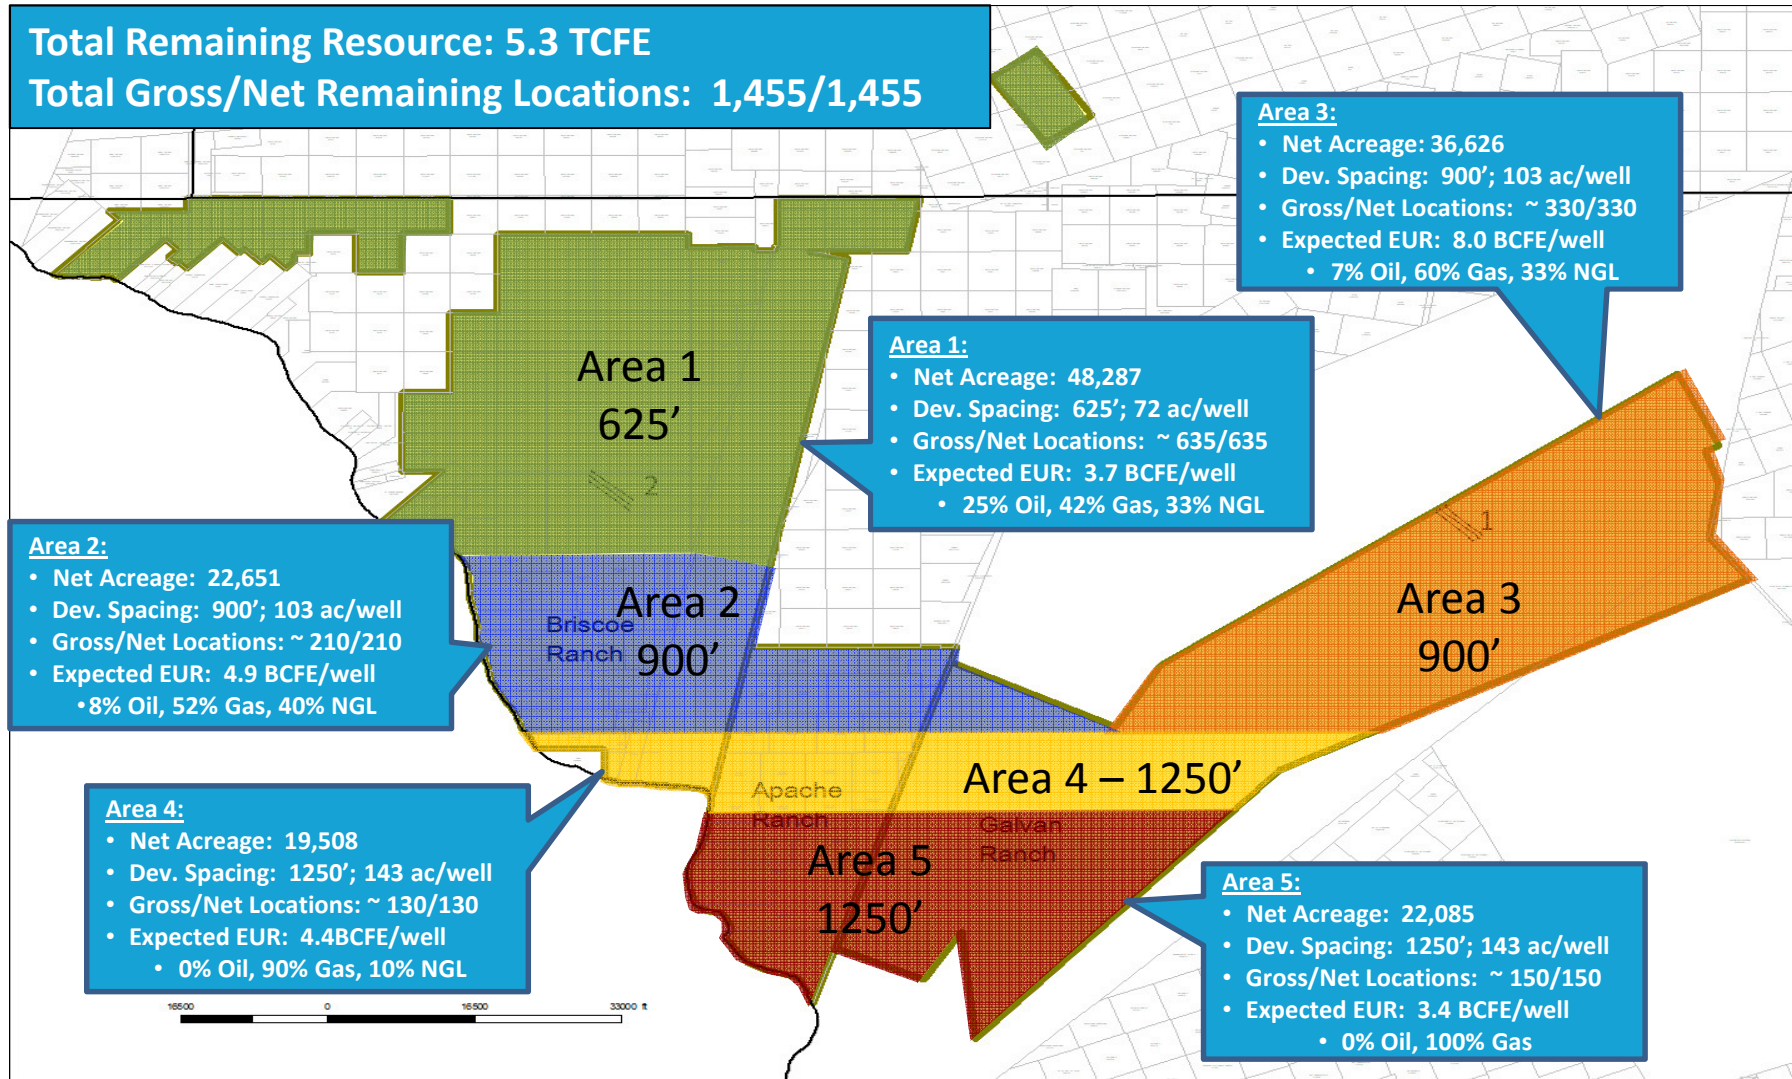 Total Remaining Resource: 5.3 TCFE
Total Gross/Net Remaining Locations: 1,455/1,455
Area 3:
• Net Acreage: 36,626
• Dev. Spacing: 900’; 103 ac/well
• Gross/Net Locations: ~ 330/330
• Expected EUR: 8.0 BCFE/well
• 7% Oil, 60% Gas, 33% NGL
Area 1:
• Net Acreage: 48,287
• Dev. Spacing: 625’; 72 ac/well
• Gross/Net Locations: ~ 635/635
• Expected EUR: 3.7 BCFE/well
• 25% Oil, 42% Gas, 33% NGL
Area 1
625’
2
Area 2:
• Net Acreage: 22,651
• Dev. Spacing: 900’; 103 ac/well
• Gross/Net Locations: ~ 210/210
• Expected EUR: 4.9 BCFE/well
•8% Oil, 52% Gas, 40% NGL
Area 2
900’
Briscoe
Ranch
1
Area 3
900’
Area 4 – 1250’
Apache
Ranch
Galvan
Ranch
Area 5
1250’
Area 4:
• Net Acreage: 19,508
• Dev. Spacing: 1250’; 143 ac/well
• Gross/Net Locations: ~ 130/130
• Expected EUR: 4.4BCFE/well
• 0% Oil, 90% Gas, 10% NGL
Area 5:
• Net Acreage: 22,085
• Dev. Spacing: 1250’; 143 ac/well
• Gross/Net Locations: ~ 150/150
• Expected EUR: 3.4 BCFE/well
• 0% Oil, 100% Gas
16500 0 16500 33000 ft